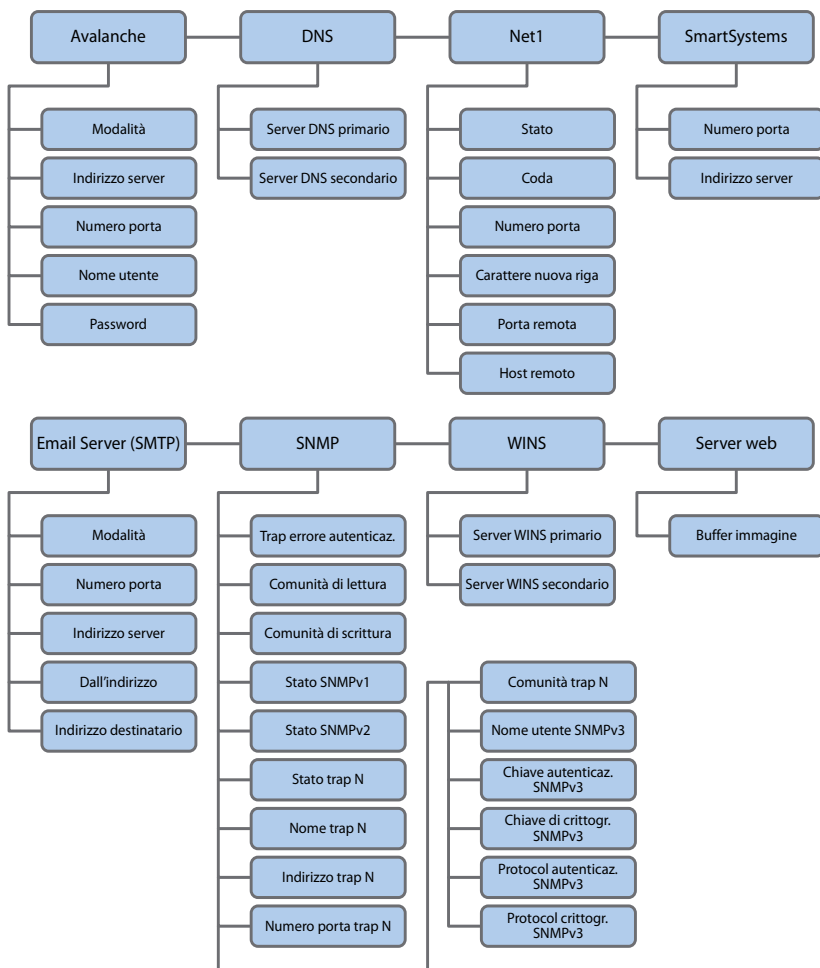 Avalanche
DNS
Net1
SmartSystems
Modalità
Indirizzo server
Numero porta
Nome utente
Password
Server DNS primario
Server DNS secondario
Stato
Coda
Numero porta
Carattere nuova riga
Porta remota
Host remoto
Numero porta
Indirizzo server
Email Server (SMTP)
SNMP
WINS
Server web
Modalità
Numero porta
Indirizzo server
Dall'indirizzo
Indirizzo destinatario
Trap errore autenticaz.
Comunità di lettura
Comunità di scrittura
Stato SNMPv1
Stato SNMPv2
Stato trap N
Nome trap N
Indirizzo trap N
Numero porta trap N
Comunità trap N
Nome utente SNMPv3
Chiave autenticaz.
SNMPv3
Chiave di crittogr.
SNMPv3
Protocol autenticaz.
SNMPv3
Protocol crittogr.
SNMPv3
Server WINS primario
Server WINS secondario
Buffer immagine